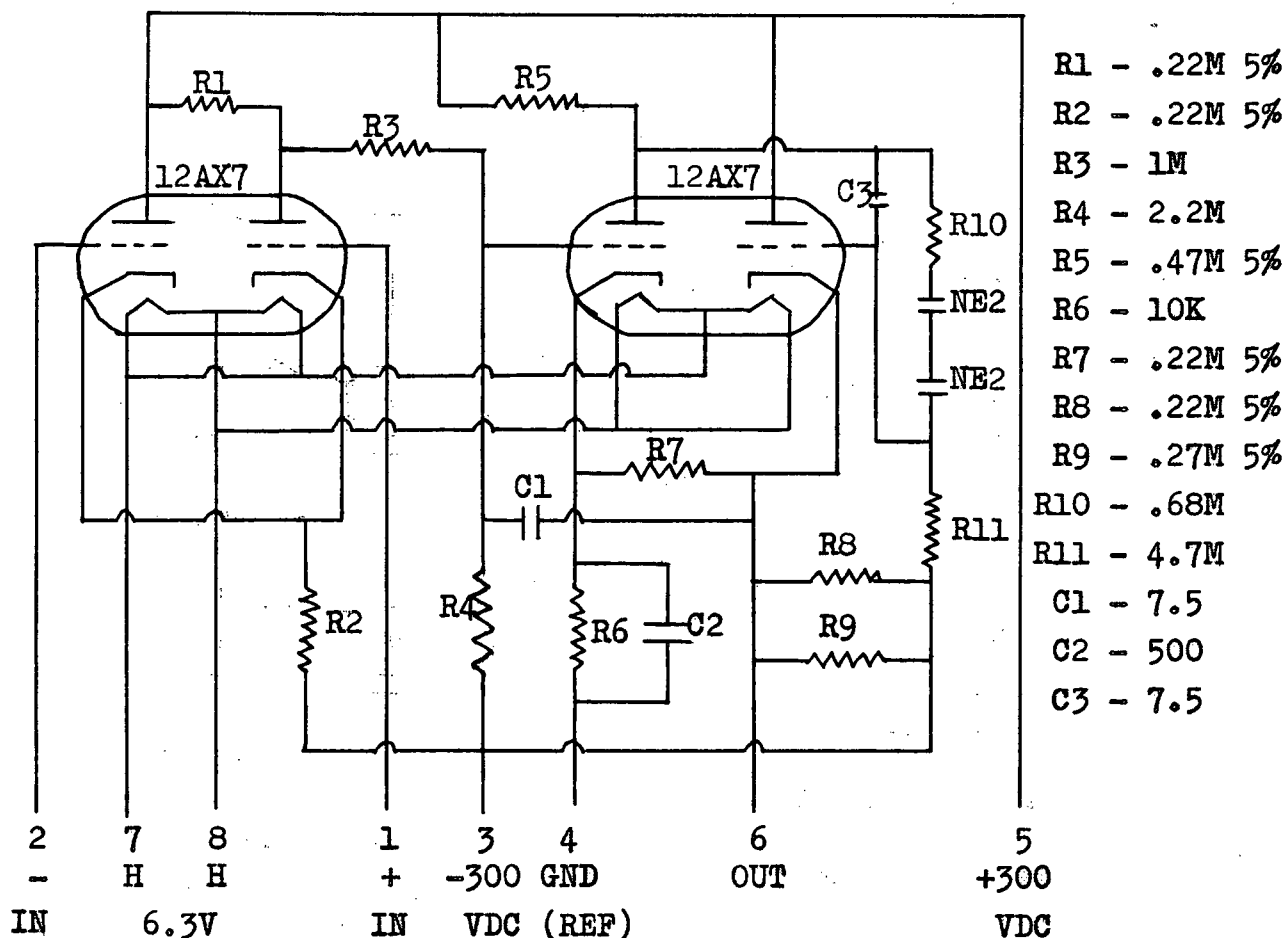 R1
R5
R3
12AX7
12AX7
C3
R10
NE2
NE2
R7
C1
R11
R8
R2
R4
R6
C2
R9
R1 - .22M 5%
R2 - .22M 5%
R3 - 1M
R4 - 2.2M
R5 - .47M 5%
R6 - 10K
R7 - .22M 5%
R8 - .22M 5%
R9 - .27M 5%
R10 - .68M
R11 - 4.7M
C1 - 7.5
C2 - 500
C3 - 7.5
2 7 8 1 3 4 6 5
- H H + -300 GND OUT +300
IN 6.3V IN VDC (REF) VDC